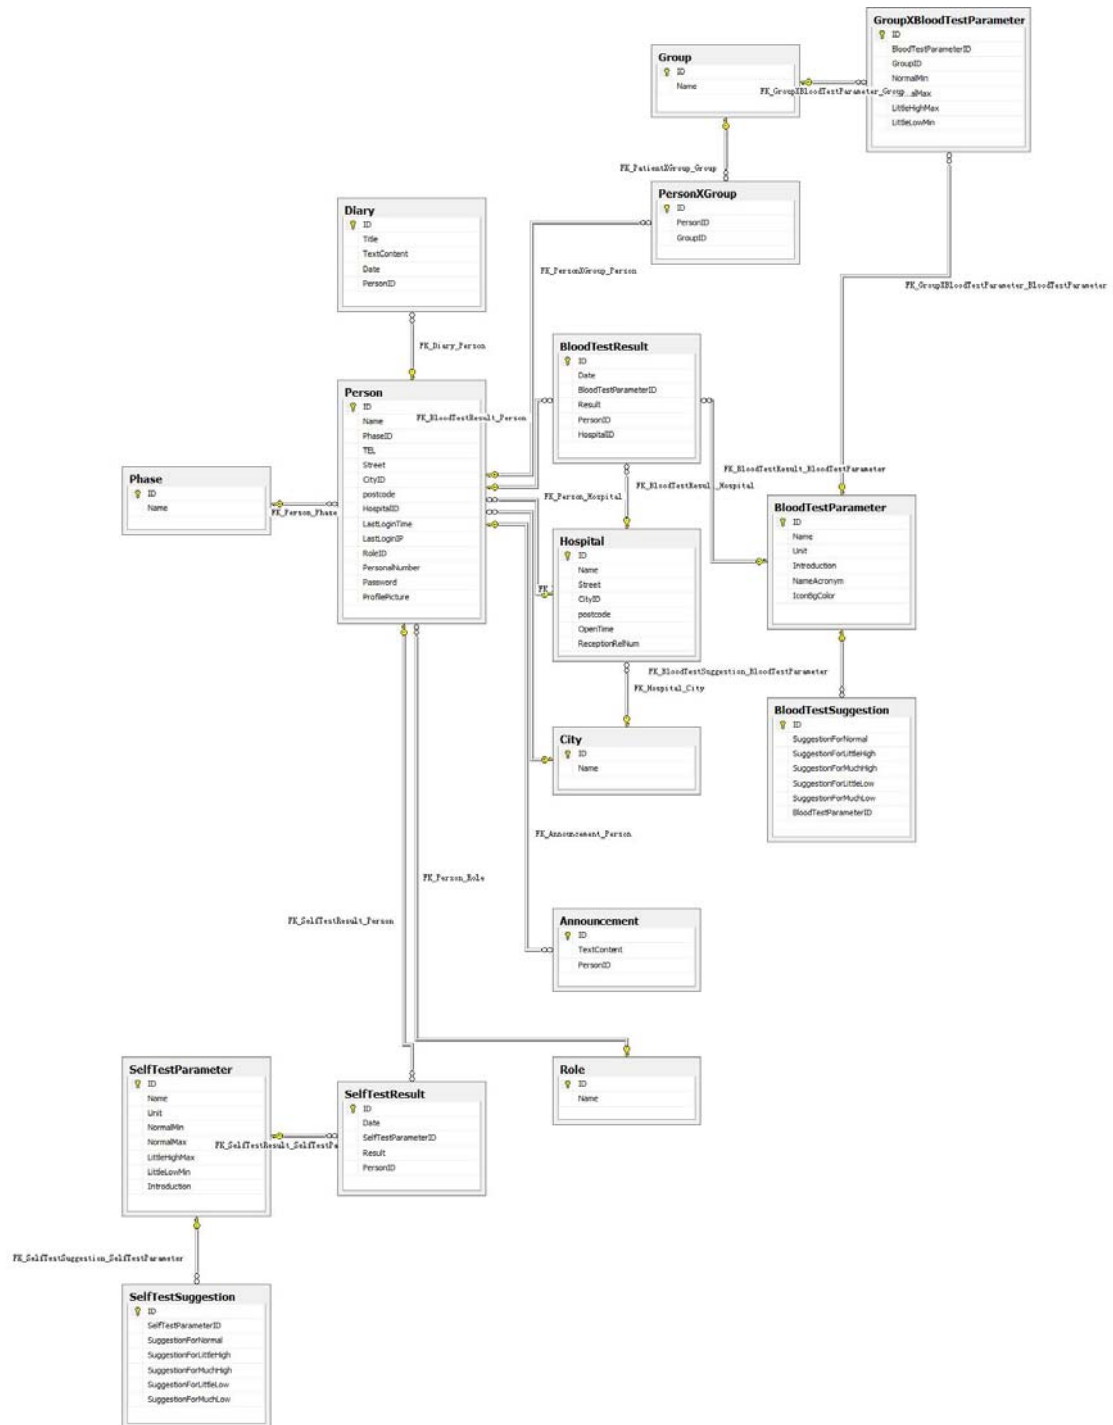 GroupXBloodTestParameter
ID
BloodTestParameterID
GroupID
NormalMin
LittleHighMax
LittleLowMin
Group
ID
Name
FK_GroupXBloodTestParameter_Group
FK_PatientXGroup_Group
PersonXGroup
ID
PersonID
GroupID
Diary
ID
Title
TextContent
Date
PersonID
FK_PersonXGroup_Person
FK_GroupXBloodTestParameter_BloodTestParameter
FK_Diary_Person
BloodTestResult
ID
Date
BloodTestParameterID
Result
PersonID
HospitalID
Person
ID
Name
PhaseID
TEL
Street
CityID
postcode
HospitalID
LastLoginTime
LastLoginIP
RoleID
PersonalNumber
Password
ProfilePicture
FK_BloodTestResult_Person
FK_BloodTestResult_BloodTestParameter
FK_BloodTestResult_Hospital
FK_Person_Hospital
Phase
ID
Name
FK_Person_Phase
BloodTestParameter
ID
Name
Unit
Introduction
NameAcronym
IconBgColor
Hospital
ID
Name
Street
CityID
postcode
OpenTime
ReceptionRelNum
FK_BloodTestSuggestion_BloodTestParameter
FK_Hospital_City
BloodTestSuggestion
ID
SuggestionForNormal
SuggestionForLittleHigh
SuggestionForMuchHigh
SuggestionForLittleLow
SuggestionForMuchLow
BloodTestParameterID
City
ID
Name
FK_Announcement_Person
FK_Person_Role
FK_SelfTestResult_Person
Announcement
ID
TextContent
PersonID
Role
ID
Name
SelfTestParameter
ID
Name
Unit
NormalMin
NormalMax
LittleHighMax
LittleLowMin
Introduction
SelfTestResult
ID
Date
SelfTestParameterID
Result
PersonID
FK_SelfTestResult_SelfTestPa
FK_SelfTestSuggestion_SelfTestParameter
SelfTestSuggestion
ID
SelfTestParameterID
SuggestionForNormal
SuggestionForLittleHigh
SuggestionForMuchHigh
SuggestionForLittleLow
SuggestionForMuchLow